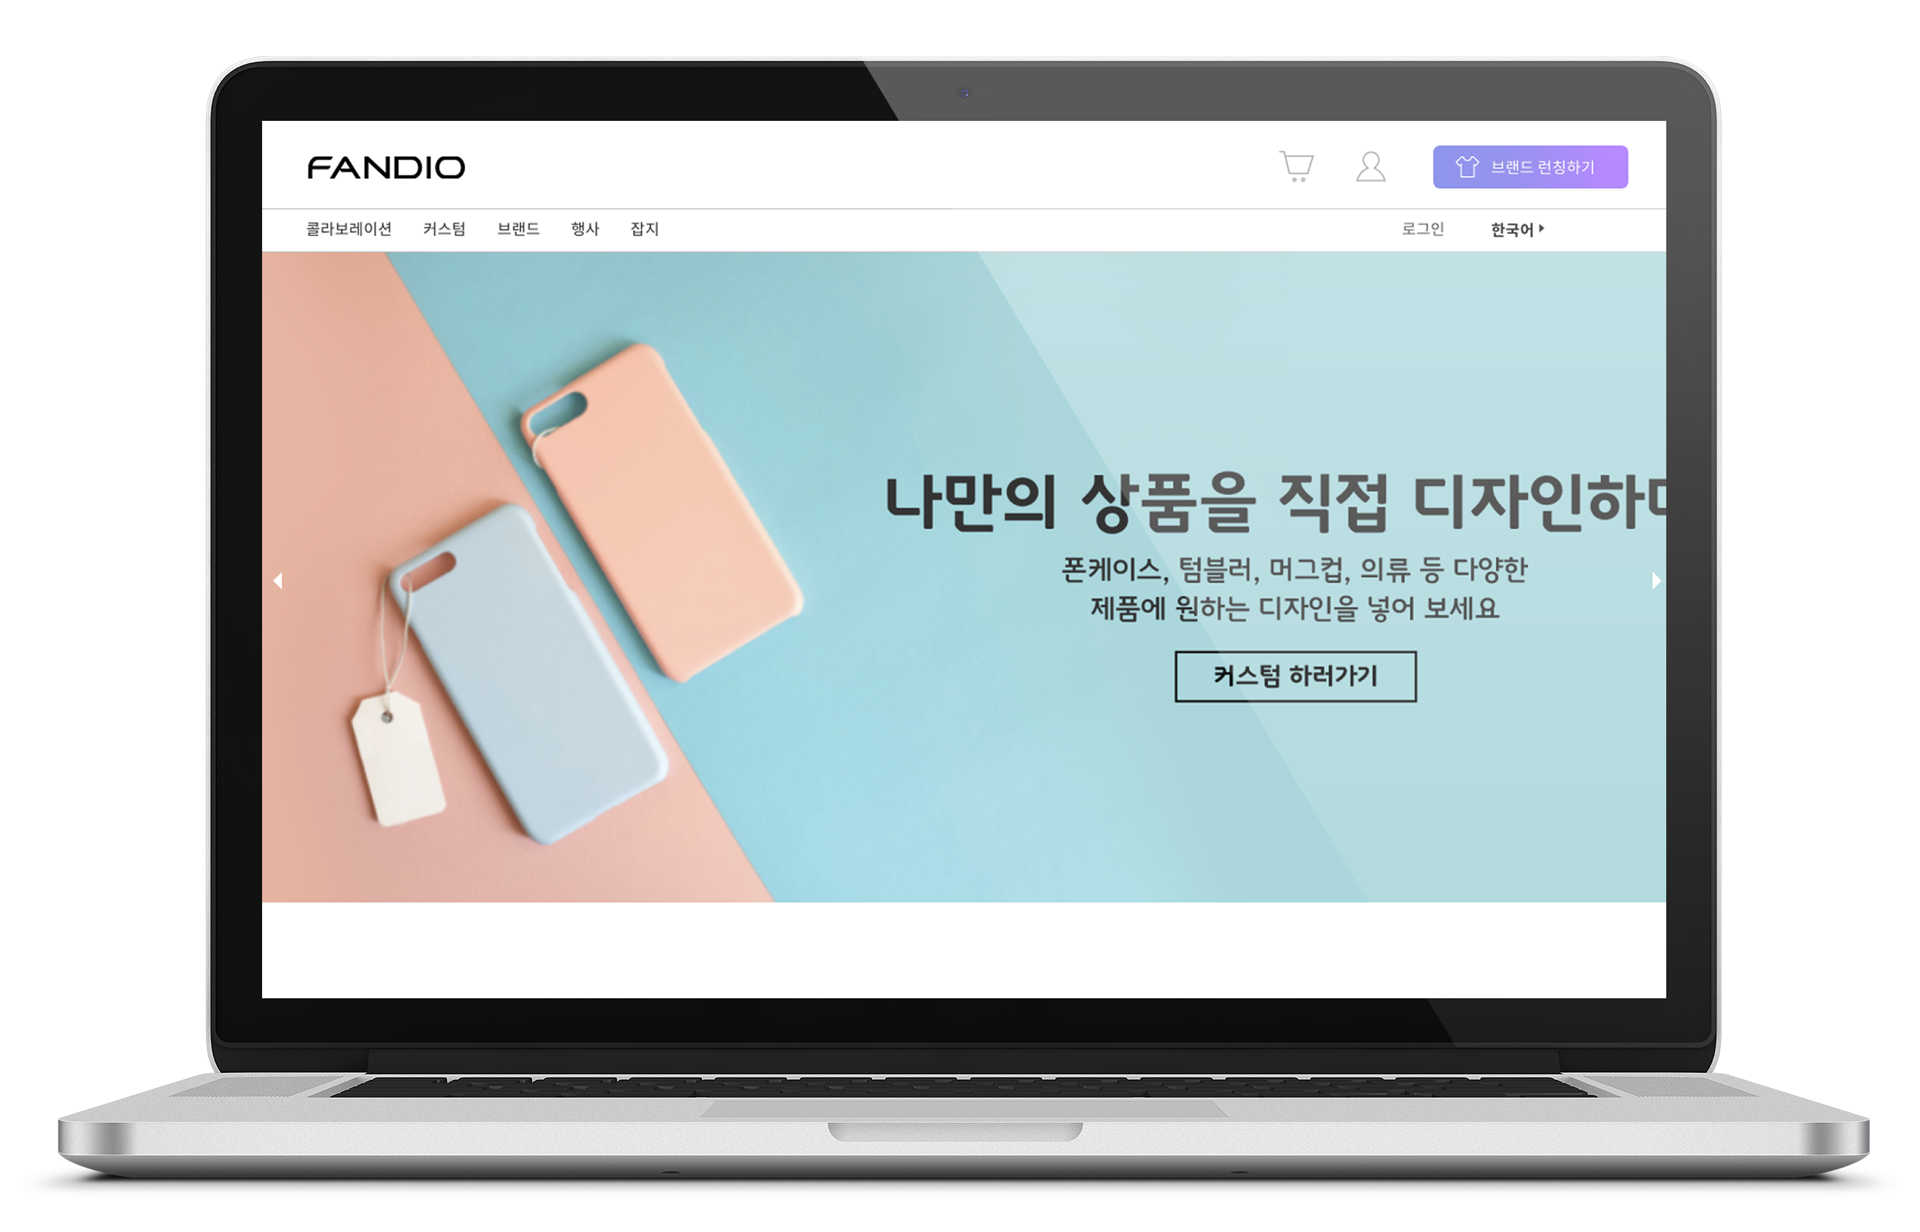 FANDIO
브랜드 런칭하기
콜라보레이션 커스텀 브랜드 행사 잡지
로그인 한국어
나만의 상품을 직접 디자인하
폰케이스, 텀블러, 머그컵, 의류 등 다양한
제품에 원하는 디자인을 넣어 보세요
커스텀 하러가기